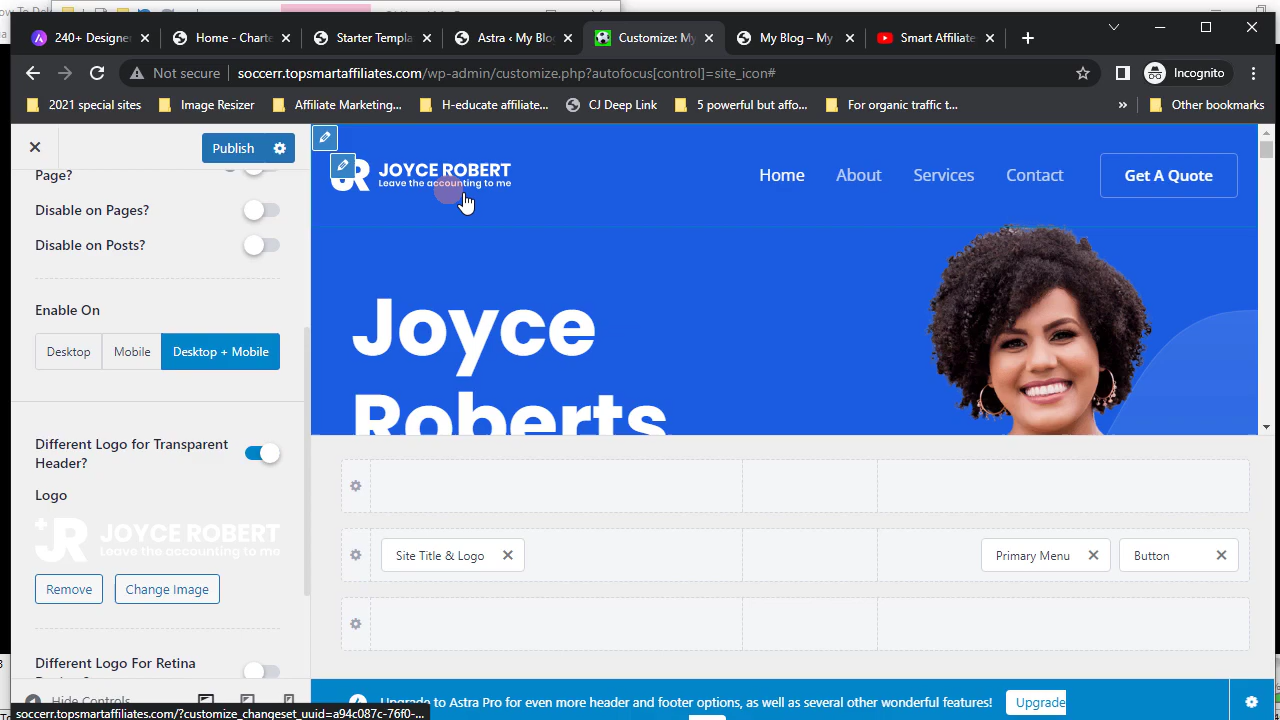 240+ Designer
Home - Charte
Starter Templa
Astra ‹ My Blo
Customize: My
My Blog – My
Smart Affiliate
Not secure
soccerr.topsmartaffiliates.com/wp-admin/customize.php?autofocus[control]=site_icon#
Incognito
2021 special sites
Image Resizer
Affiliate Marketing...
H-educate affiliate...
CJ Deep Link
5 powerful but affo...
For organic traffic t...
»
Other bookmarks
Publish
Page?
Disable on Pages?
Disable on Posts?
Enable On
Desktop
Mobile
Desktop + Mobile
Different Logo for Transparent
Header?
Logo
JR JOYCE ROBERT
Leave the accounting to me
Remove
Change Image
Different Logo For Retina
Hide Controls
soccerr.topsmartaffiliates.com/?customize_changeset_uuid=a94c087c-76f0-...
JOYCE ROBERT
Leave the accounting to me
Home
About
Services
Contact
Get A Quote
Joyce
Roberts
Site Title & Logo
Primary Menu
Button
Upgrade to Astra Pro for even more header and footer options, as well as several other wonderful features!
Upgrade